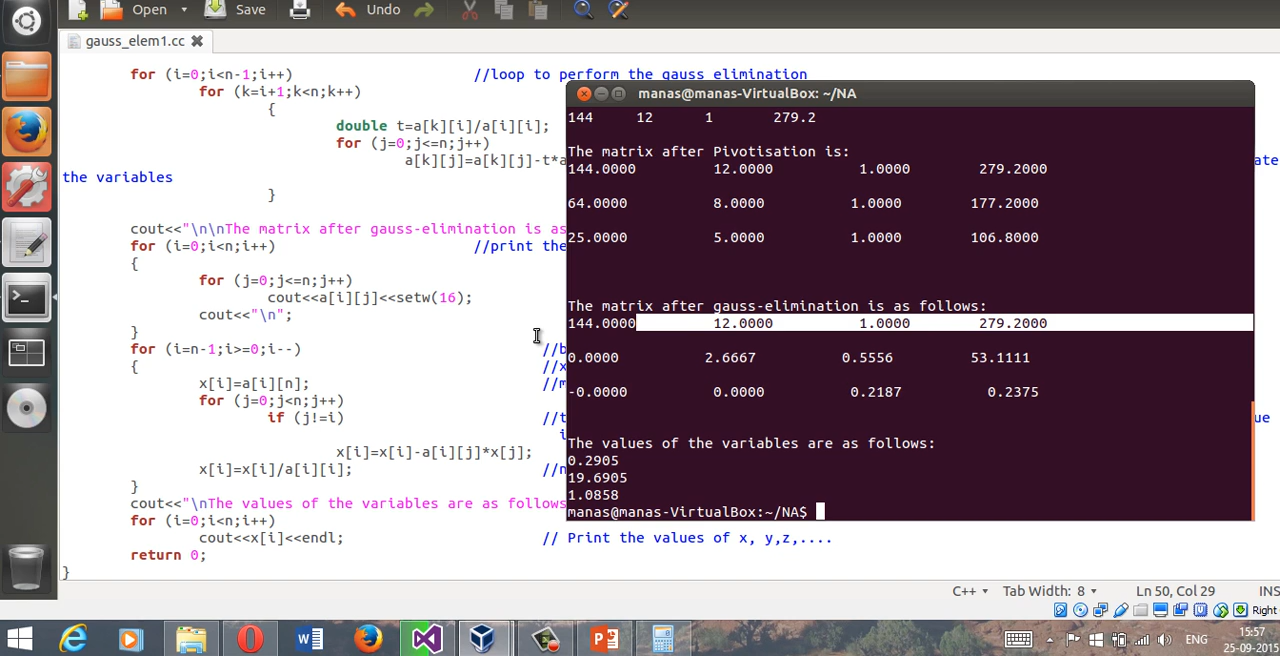 Open Save Undo
gauss_elem1.cc
for (i=0;i<n-1;i++) //loop to perform the gauss elimination
for (k=i+1;k<n;k++)
{
double t=a[k][i]/a[i][i];
for (j=0;j<=n;j++)
a[k][j]=a[k][j]-t*a
the variables
}
cout<<"\n\nThe matrix after gauss-elimination is as
for (i=0;i<n;i++) //print the
{
for (j=0;j<=n;j++)
cout<<a[i][j]<<setw(16);
cout<<"\n";
}
for (i=n-1;i>=0;i--) //b
{ //x
x[i]=a[i][n]; //m
for (j=0;j<n;j++)
if (j!=i) //t
x[i]=x[i]-a[i][j]*x[j];
x[i]=x[i]/a[i][i]; //n
}
cout<<"\nThe values of the variables are as follows
for (i=0;i<n;i++)
cout<<x[i]<<endl; // Print the values of x, y,z,....
return 0;
}
manas@manas-VirtualBox: ~/NA
144 12 1 279.2
The matrix after Pivotisation is:
144.0000 12.0000 1.0000 279.2000
64.0000 8.0000 1.0000 177.2000
25.0000 5.0000 1.0000 106.8000
The matrix after gauss-elimination is as follows:
144.0000 12.0000 1.0000 279.2000
0.0000 2.6667 0.5556 53.1111
-0.0000 0.0000 0.2187 0.2375
The values of the variables are as follows:
0.2905
19.6905
1.0858
manas@manas-VirtualBox:~/NA$
ate
ue
C++ Tab Width: 8 Ln 50, Col 29 INS
Right
ENG
15:57
25-09-2015